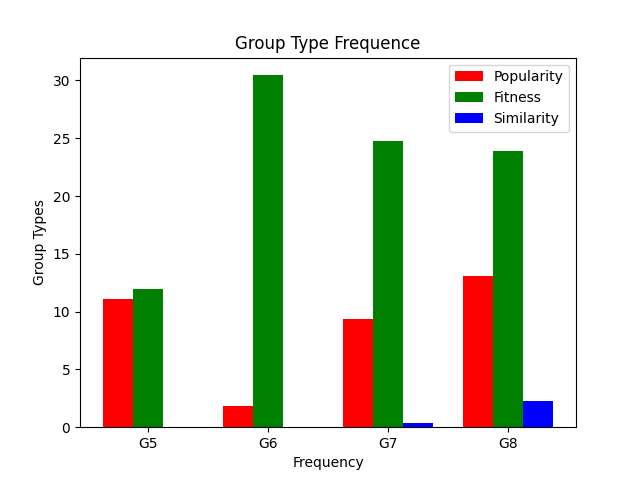 Group Type Frequence
Popularity
Fitness
Similarity
Group Types
30
25
20
15
10
5
0
G5 G6 G7 G8
Frequency